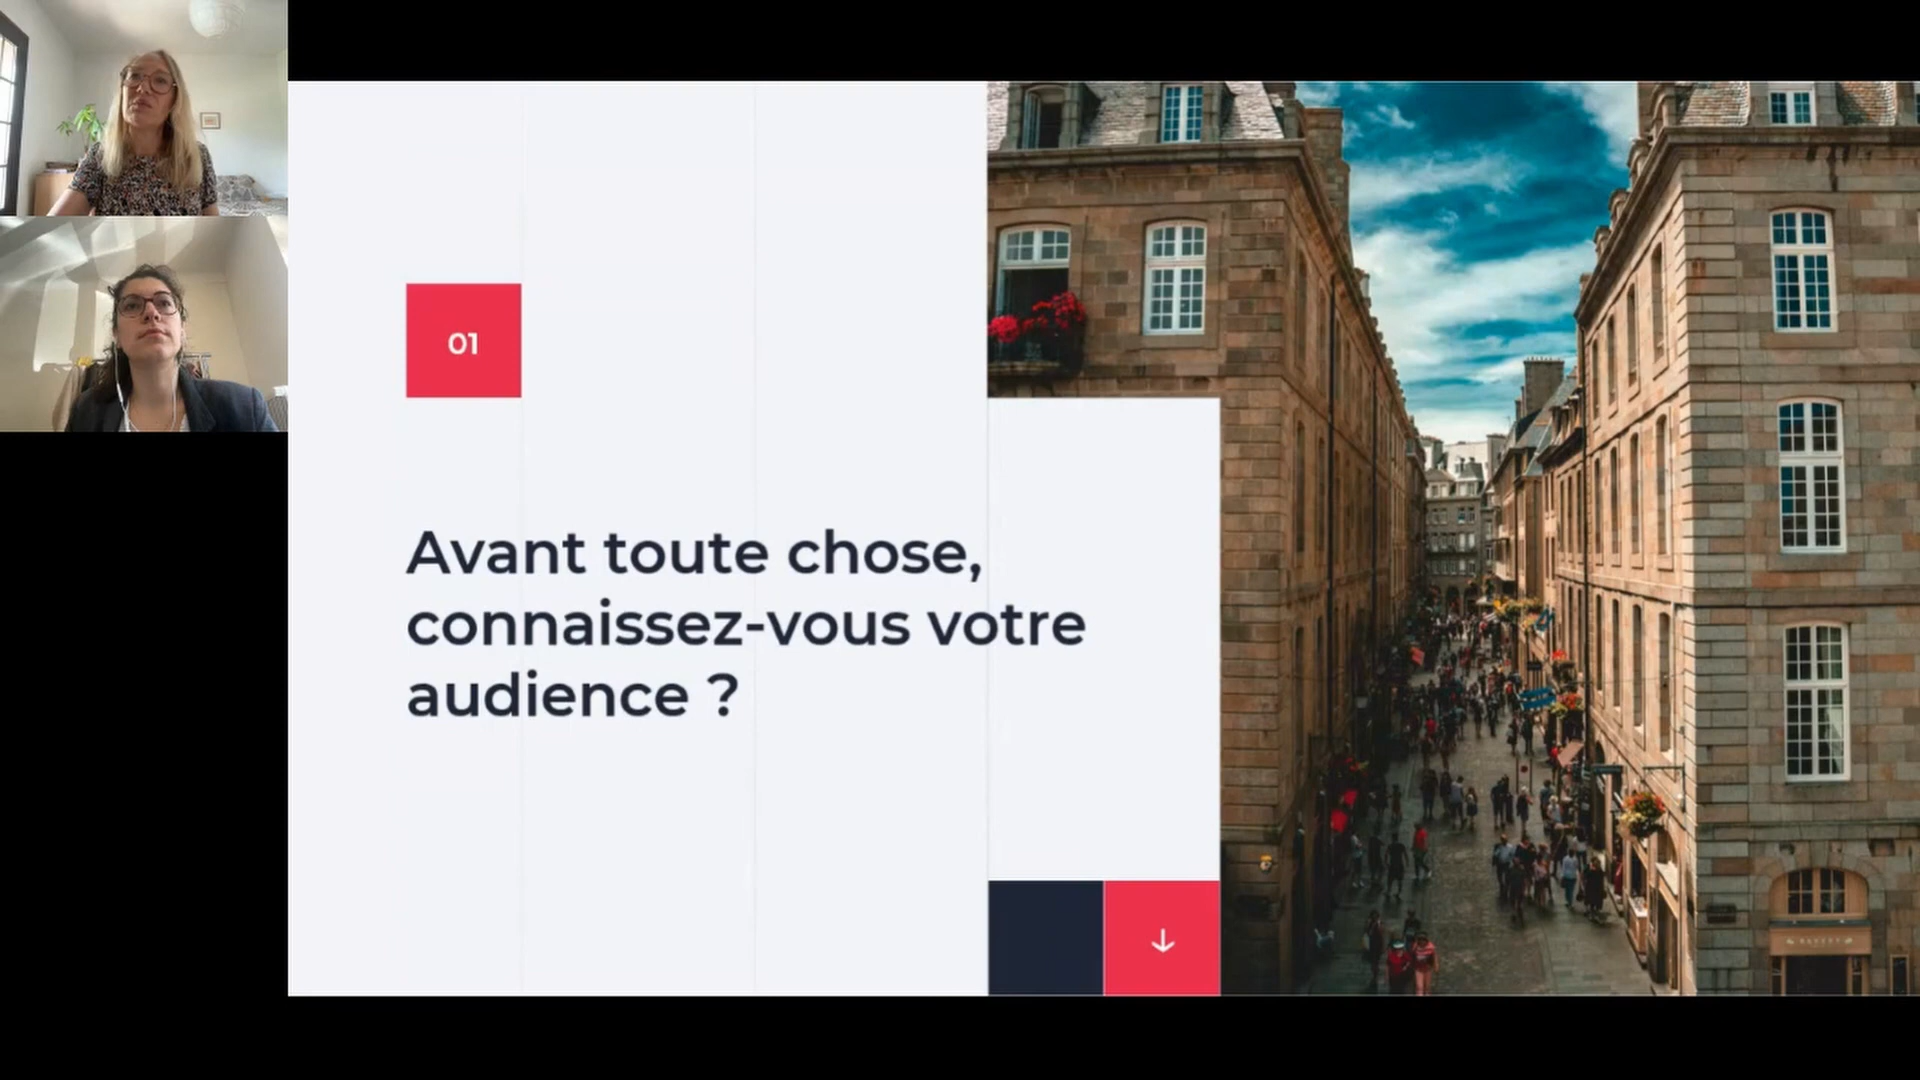 01
Avant toute chose,
connaissez-vous votre
audience ?